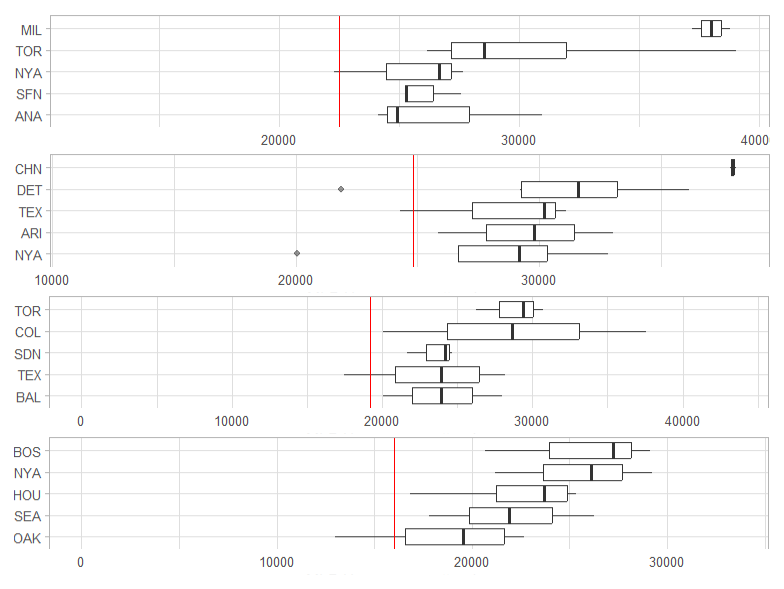 MIL
TOR
NYA
SFN
ANA
20000 30000 4000
CHN
DET
TEX
ARI
NYA
10000 20000 30000
TOR
COL
SDN
TEX
BAL
0 10000 20000 30000 40000
BOS
NYA
HOU
SEA
OAK
0 10000 20000 30000